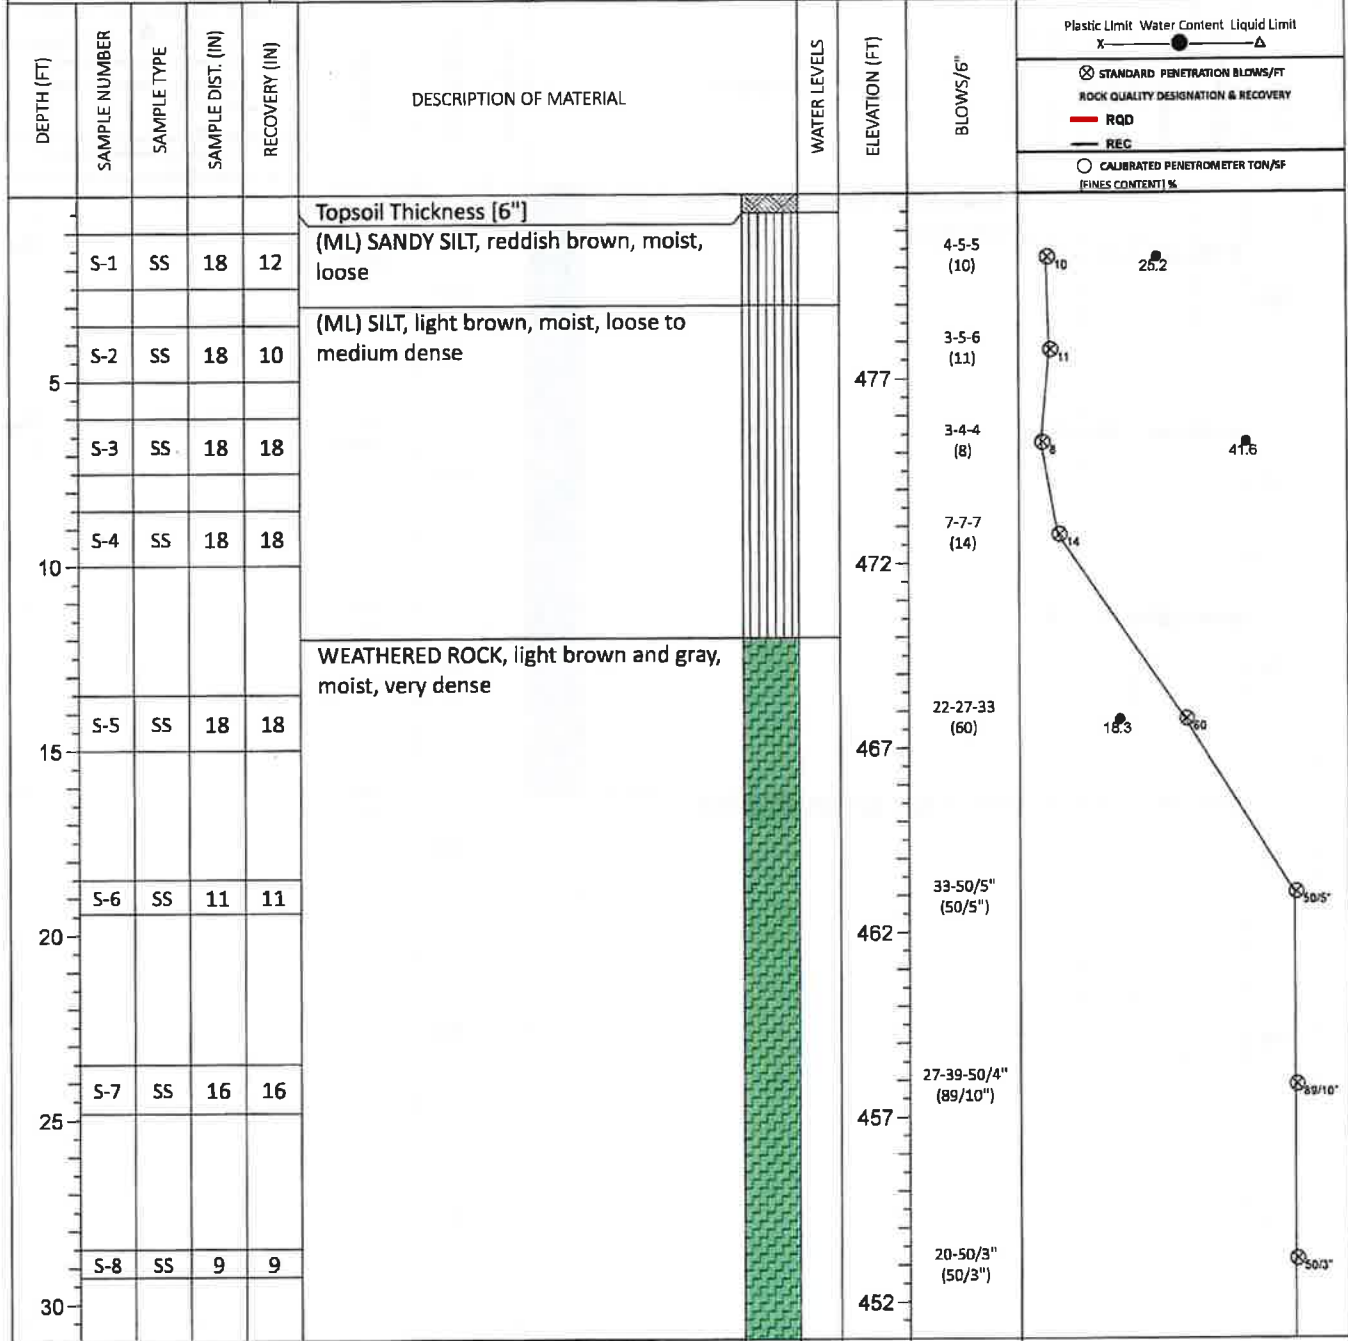 DEPTH (FT)
SAMPLE NUMBER
SAMPLE TYPE
SAMPLE DIST. (IN)
RECOVERY (IN)
DESCRIPTION OF MATERIAL
WATER LEVELS
ELEVATION (FT)
BLOWS/6"
Plastic Limit Water Content Liquid Limit
X
STANDARD PENETRATION BLOWS/FT
ROCK QUALITY DESIGNATION & RECOVERY
RQD
REC
CALIBRATED PENETROMETER TON/SF
[FINES CONTENT] %
Topsoil Thickness [6"]
(ML) SANDY SILT, reddish brown, moist,
loose
S-1 SS 18 12
4-5-5
(10)
10
25.2
(ML) SILT, light brown, moist, loose to
medium dense
S-2 SS 18 10
3-5-6
(11)
11
5
477
S-3 SS 18 18
3-4-4
(8)
8
41.6
S-4 SS 18 18
7-7-7
(14)
14
10
472
WEATHERED ROCK, light brown and gray,
moist, very dense
S-5 SS 18 18
22-27-33
(60)
18.3
60
15
467
S-6 SS 11 11
33-50/5"
(50/5")
50/5"
20
462
S-7 SS 16 16
27-39-50/4"
(89/10")
89/10"
25
457
S-8 SS 9 9
20-50/3"
(50/3")
50/3"
30
452